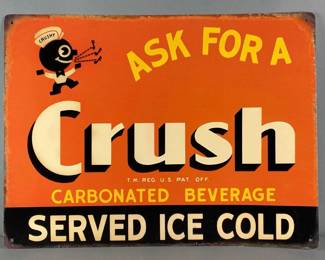 CRUSHY
ASK FOR A
Crush
T.M. REG. U.S. PAT. OFF.
CARBONATED BEVERAGE
SERVED ICE COLD